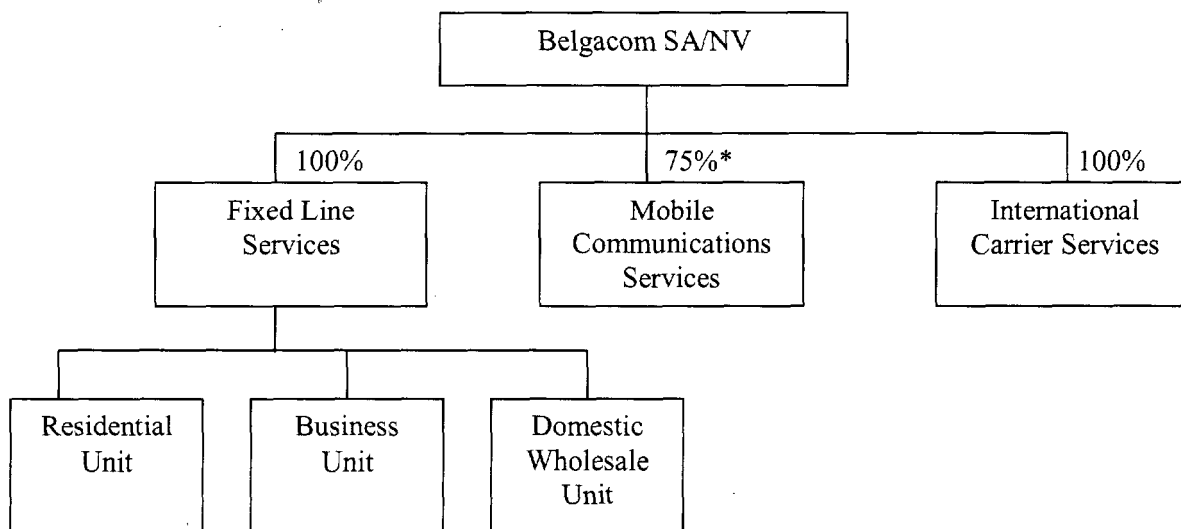 Belgacom SA/NV
100%
75%*
100%
Fixed Line
Services
Mobile
Communications
Services
International
Carrier Services
Residential
Unit
Business
Unit
Domestic
Wholesale
Unit